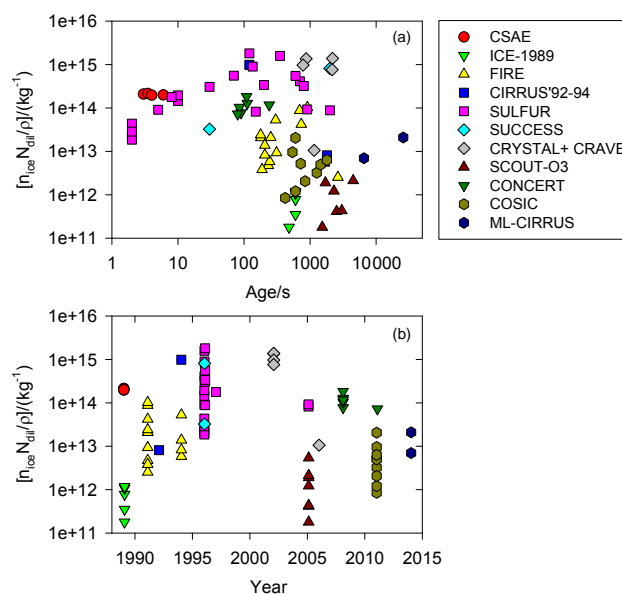 [n_ice N_dil/ρ]/(kg⁻¹)
1e+16
1e+15
1e+14
1e+13
1e+12
1e+11
(a)
1 10 100 1000 10000
Age/s
CSAE
ICE-1989
FIRE
CIRRUS'92-94
SULFUR
SUCCESS
CRYSTAL+ CRAVE
SCOUT-O3
CONCERT
COSIC
ML-CIRRUS
[n_ice N_dil/ρ]/(kg⁻¹)
1e+16
1e+15
1e+14
1e+13
1e+12
1e+11
(b)
1990 1995 2000 2005 2010 2015
Year